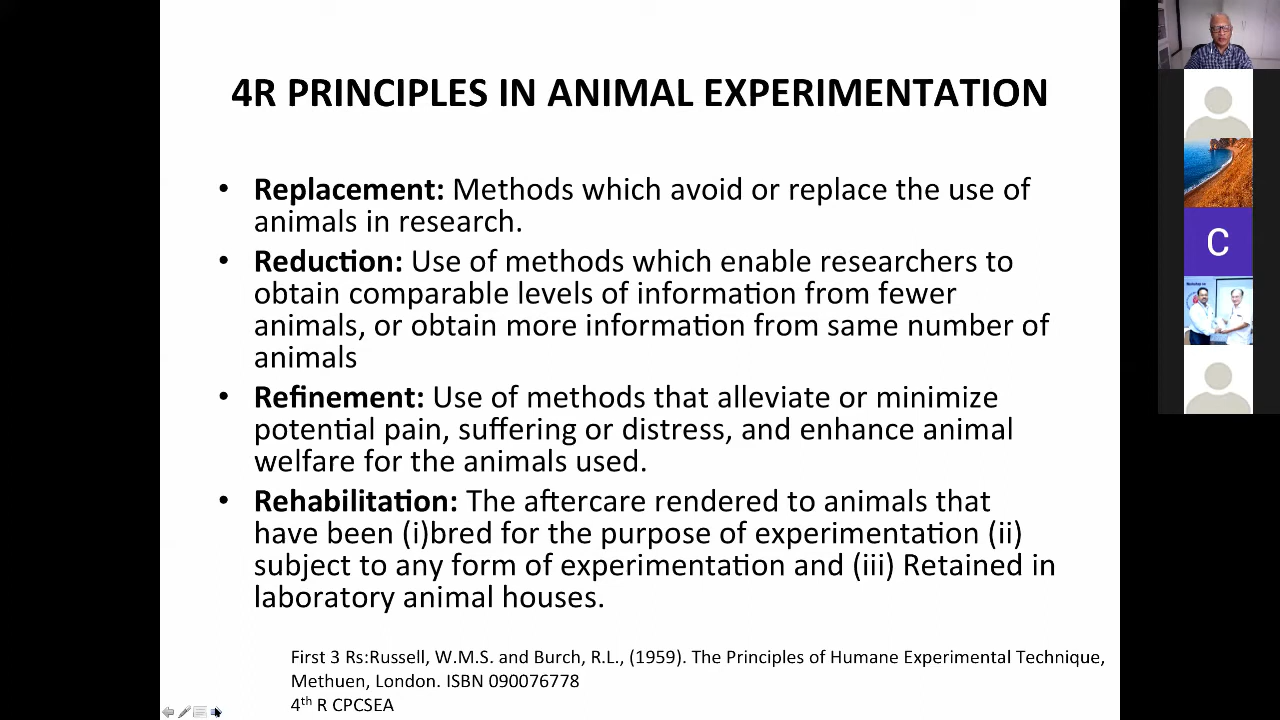 4R PRINCIPLES IN ANIMAL EXPERIMENTATION
• Replacement: Methods which avoid or replace the use of
animals in research.
• Reduction: Use of methods which enable researchers to
obtain comparable levels of information from fewer
animals, or obtain more information from same number of
animals
• Refinement: Use of methods that alleviate or minimize
potential pain, suffering or distress, and enhance animal
welfare for the animals used.
• Rehabilitation: The aftercare rendered to animals that
have been (i)bred for the purpose of experimentation (ii)
subject to any form of experimentation and (iii) Retained in
laboratory animal houses.
First 3 Rs:Russell, W.M.S. and Burch, R.L., (1959). The Principles of Humane Experimental Technique,
Methuen, London. ISBN 090076778
4th R CPCSEA
C